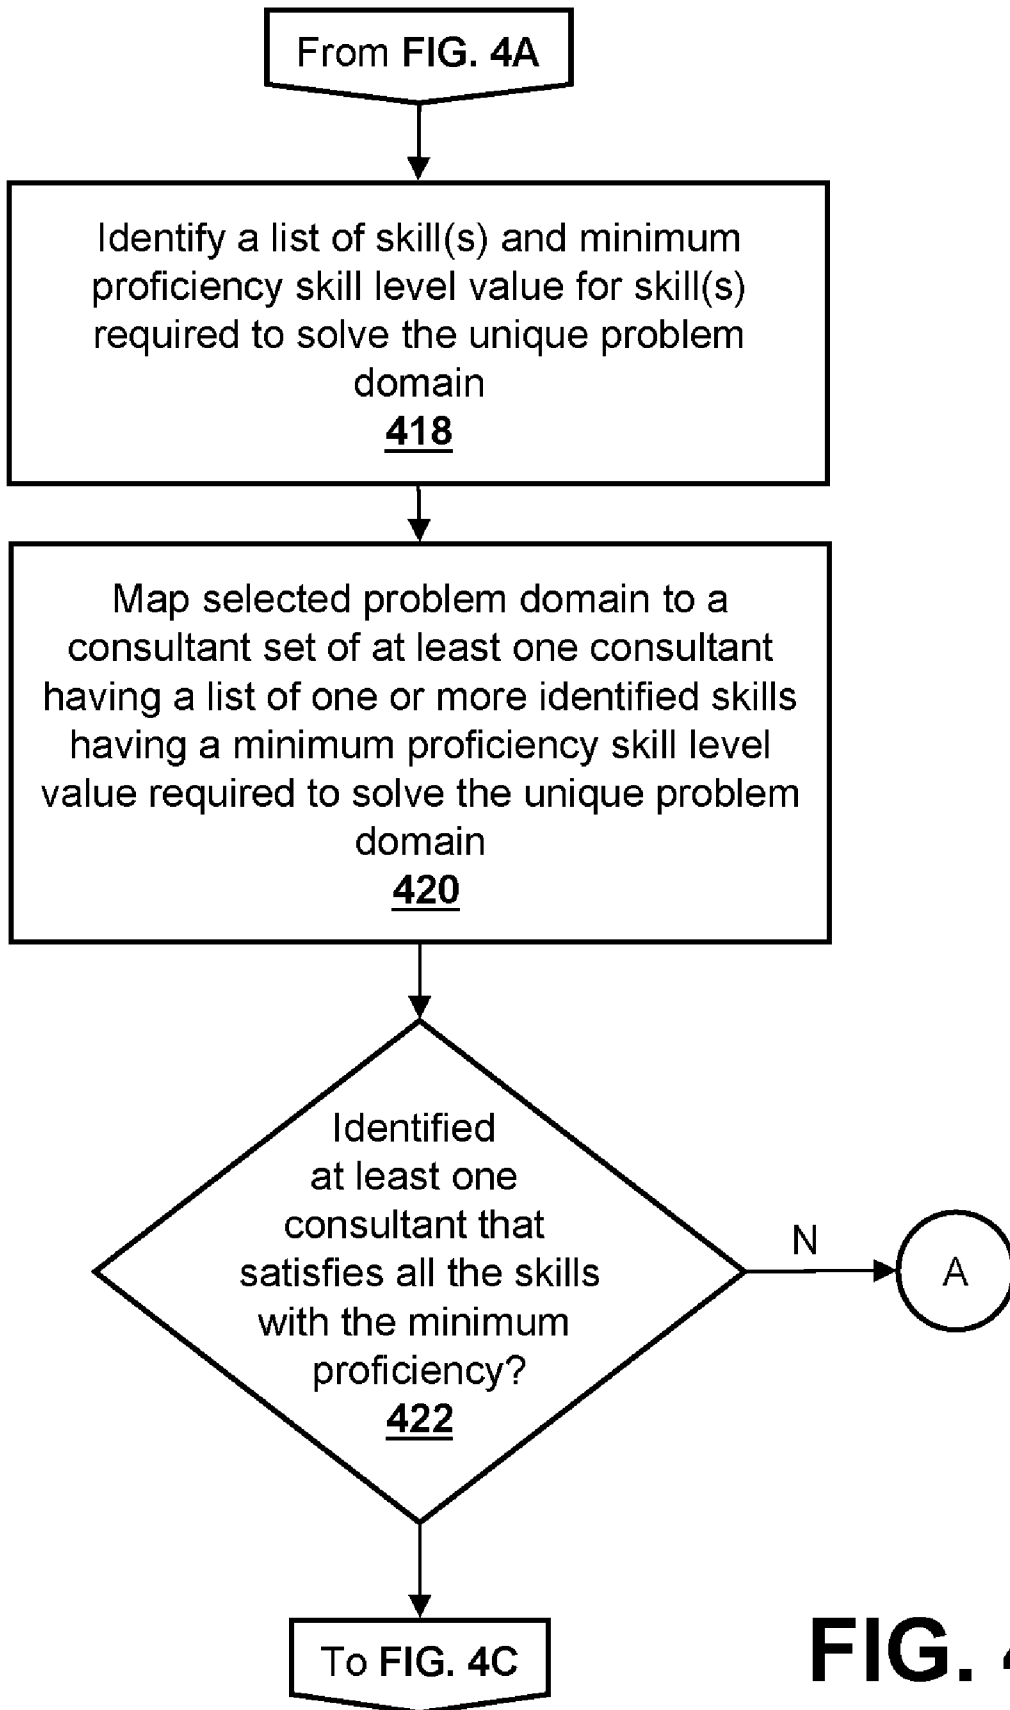 From FIG. 4A
Identify a list of skill(s) and minimum
proficiency skill level value for skill(s)
required to solve the unique problem
domain
418
Map selected problem domain to a
consultant set of at least one consultant
having a list of one or more identified skills
having a minimum proficiency skill level
value required to solve the unique problem
domain
420
Identified
at least one
consultant that
satisfies all the skills
with the minimum
proficiency?
422
N
A
To FIG. 4C
FIG.